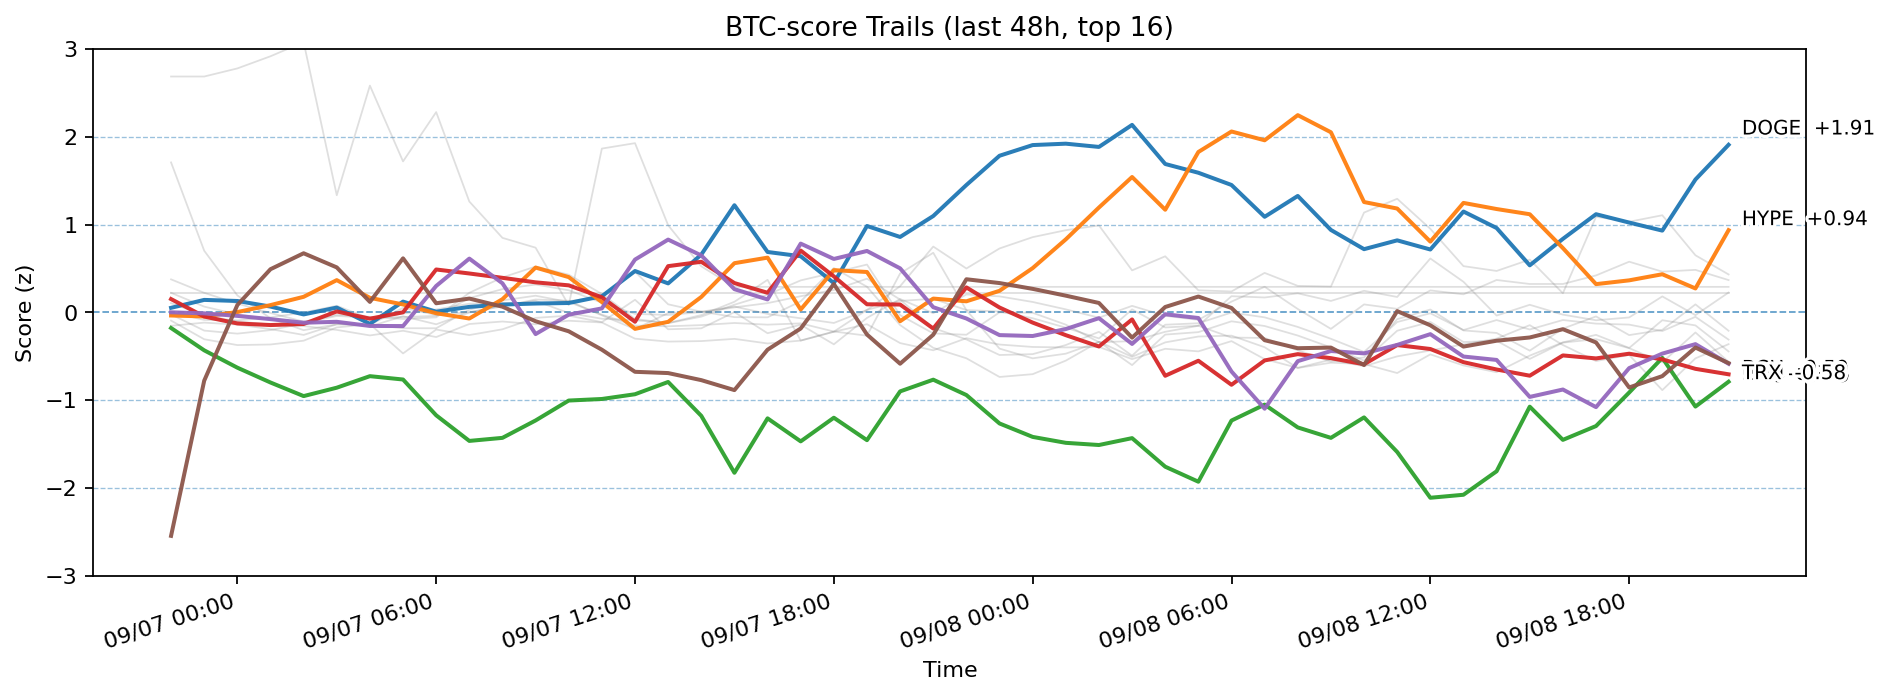 BTC-score Trails (last 48h, top 16)
3
2
1
0
−1
−2
−3
Score (z)
DOGE +1.91
HYPE +0.94
TRX -0.58
09/07 00:00
09/07 06:00
09/07 12:00
09/07 18:00
09/08 00:00
09/08 06:00
09/08 12:00
09/08 18:00
Time